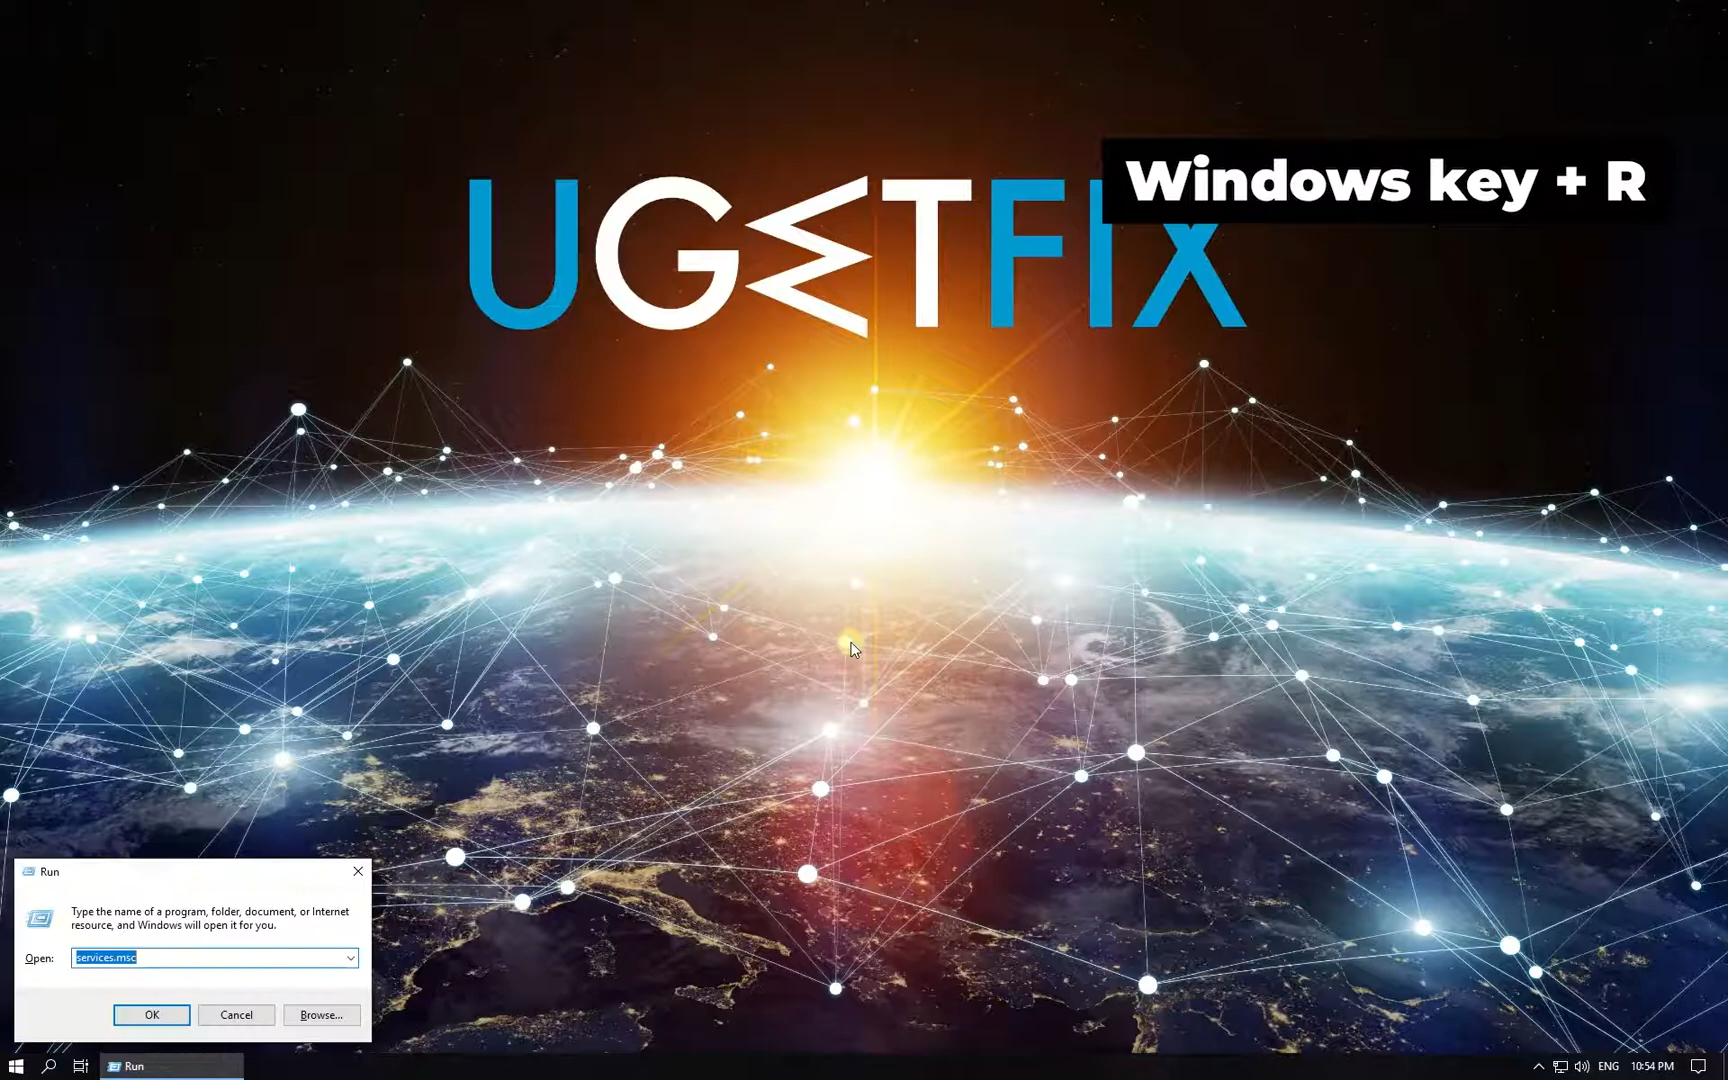 Windows key + R
UGETFIX
Run
Type the name of a program, folder, document, or Internet
resource, and Windows will open it for you.
Open: services.msc
OK Cancel Browse...
Run
ENG 10:54 PM